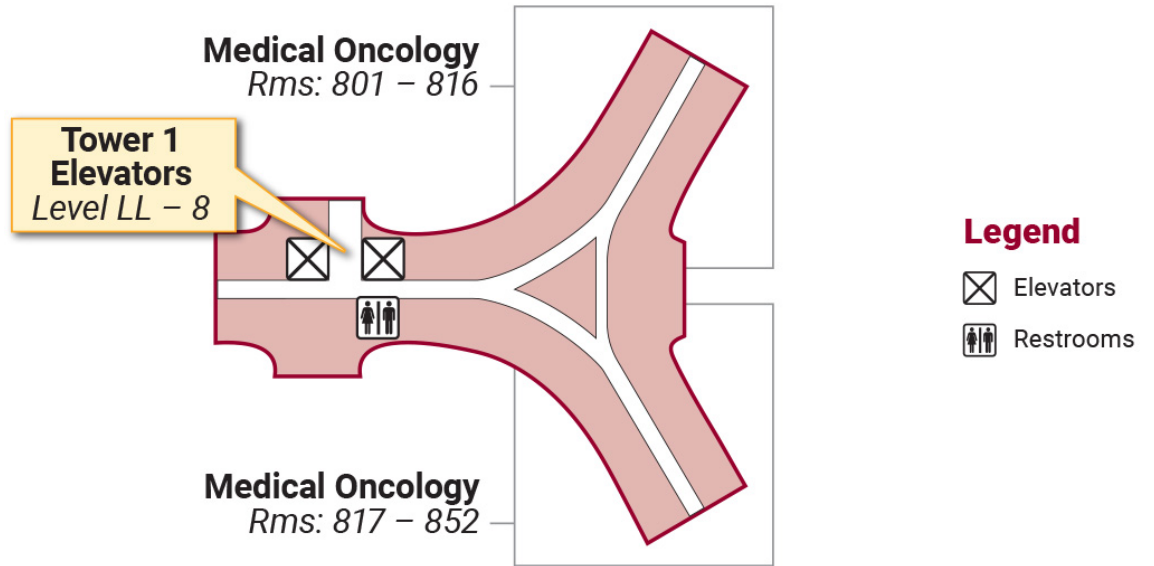 Medical Oncology
Rms: 801 – 816
Tower 1
Elevators
Level LL – 8
Legend
Elevators
Restrooms
Medical Oncology
Rms: 817 – 852